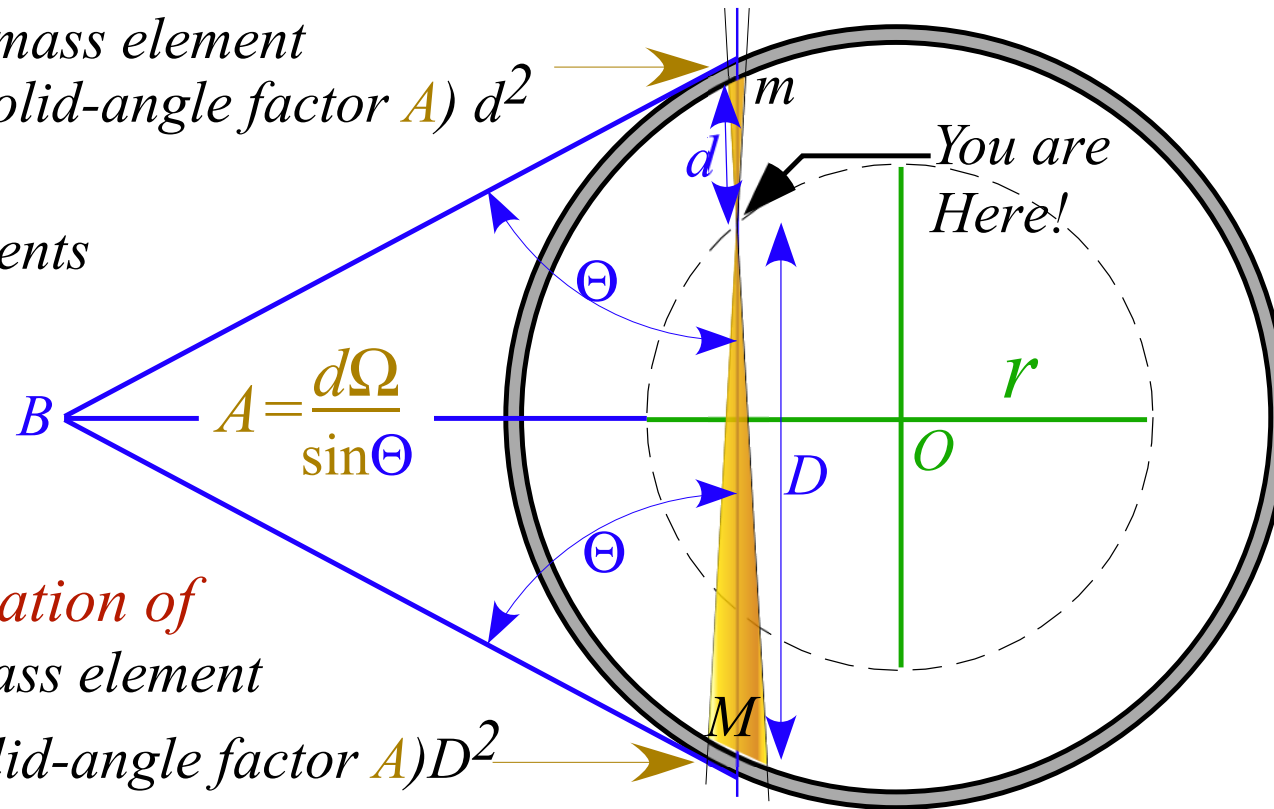 mass element
olid-angle factor A) d²
m
d
You are
Here!
ents
Θ
r
B
A = dΩ / sinΘ
O
D
Θ
ation of
ass element
M
lid-angle factor A)D²